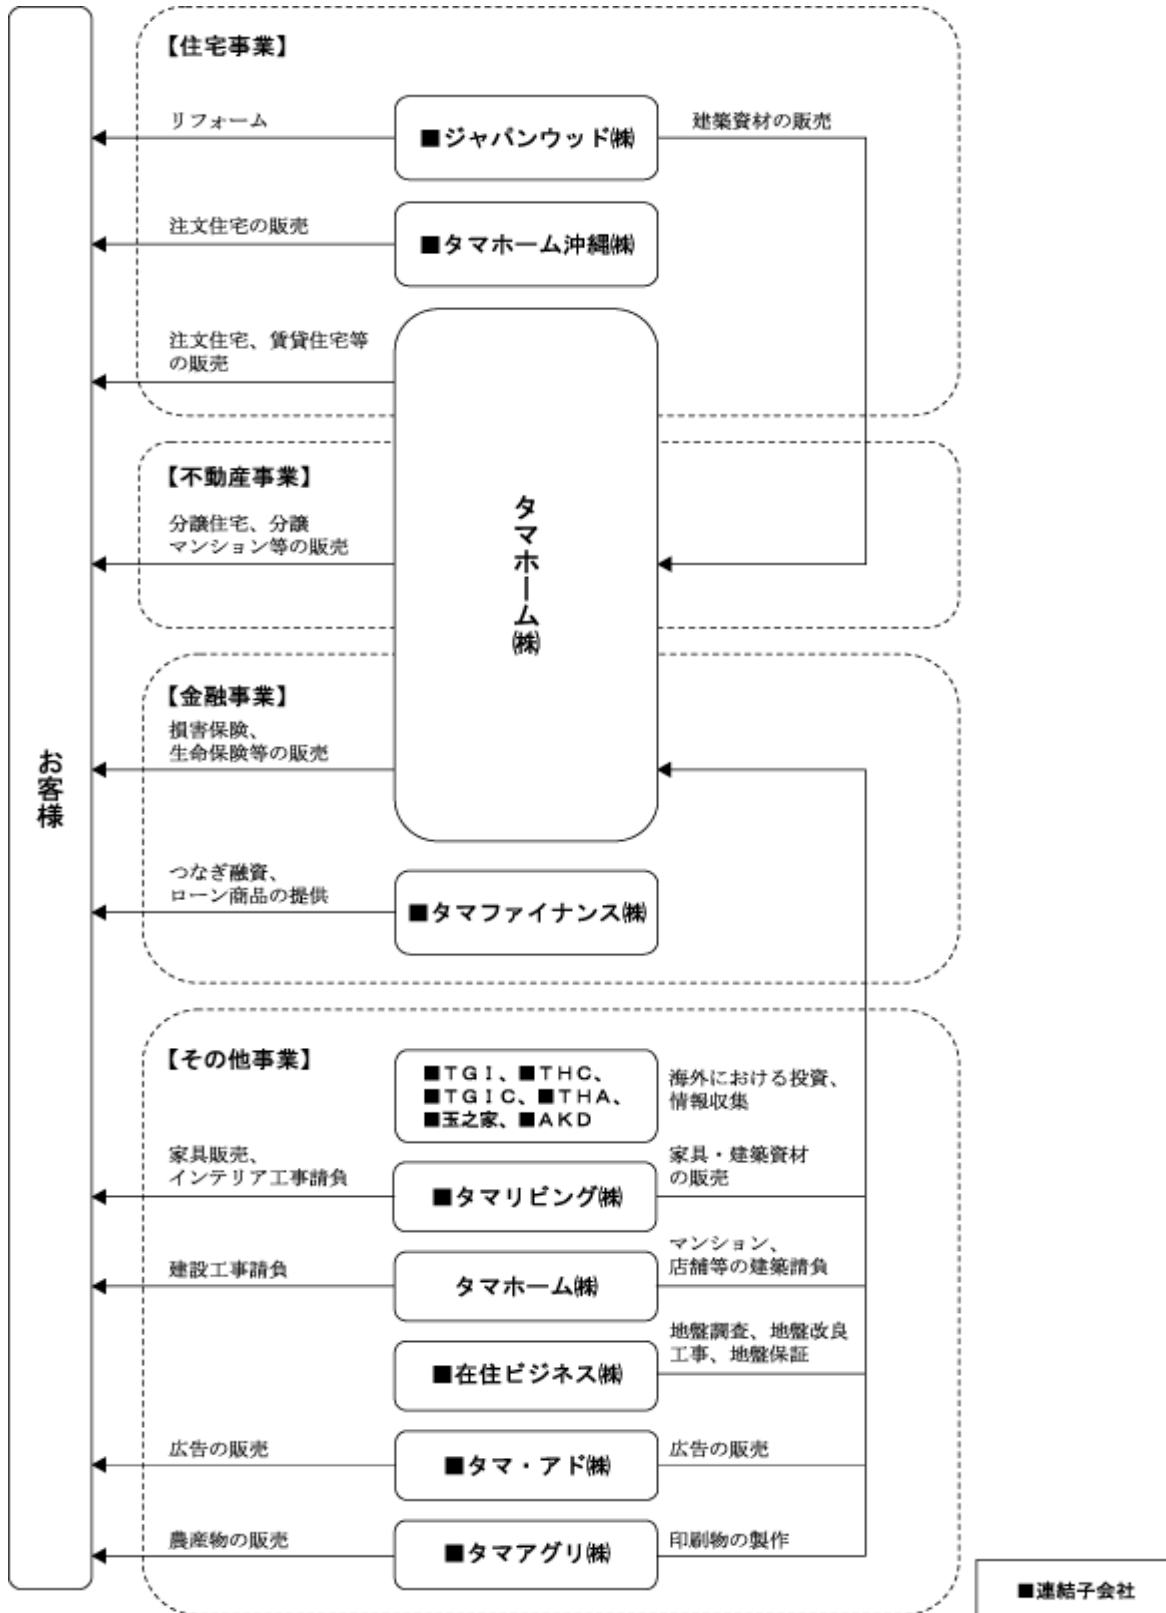 【住宅事業】
リフォーム
■ジャパンウッド㈱
建築資材の販売
注文住宅の販売
■タマホーム沖縄㈱
注文住宅、賃貸住宅等
の販売
タマホーム㈱
【不動産事業】
分譲住宅、分譲
マンション等の販売
【金融事業】
損害保険、
生命保険等の販売
お客様
つなぎ融資、
ローン商品の提供
■タマファイナンス㈱
【その他事業】
■ＴＧＩ、■ＴＨＣ、
■ＴＧＩＣ、■ＴＨＡ、
■玉之家、■ＡＫＤ
海外における投資、
情報収集
家具販売、
インテリア工事請負
■タマリビング㈱
家具・建築資材
の販売
建設工事請負
タマホーム㈱
マンション、
店舗等の建築請負
■在住ビジネス㈱
地盤調査、地盤改良
工事、地盤保証
広告の販売
■タマ・アド㈱
広告の販売
農産物の販売
■タマアグリ㈱
印刷物の製作
■連結子会社